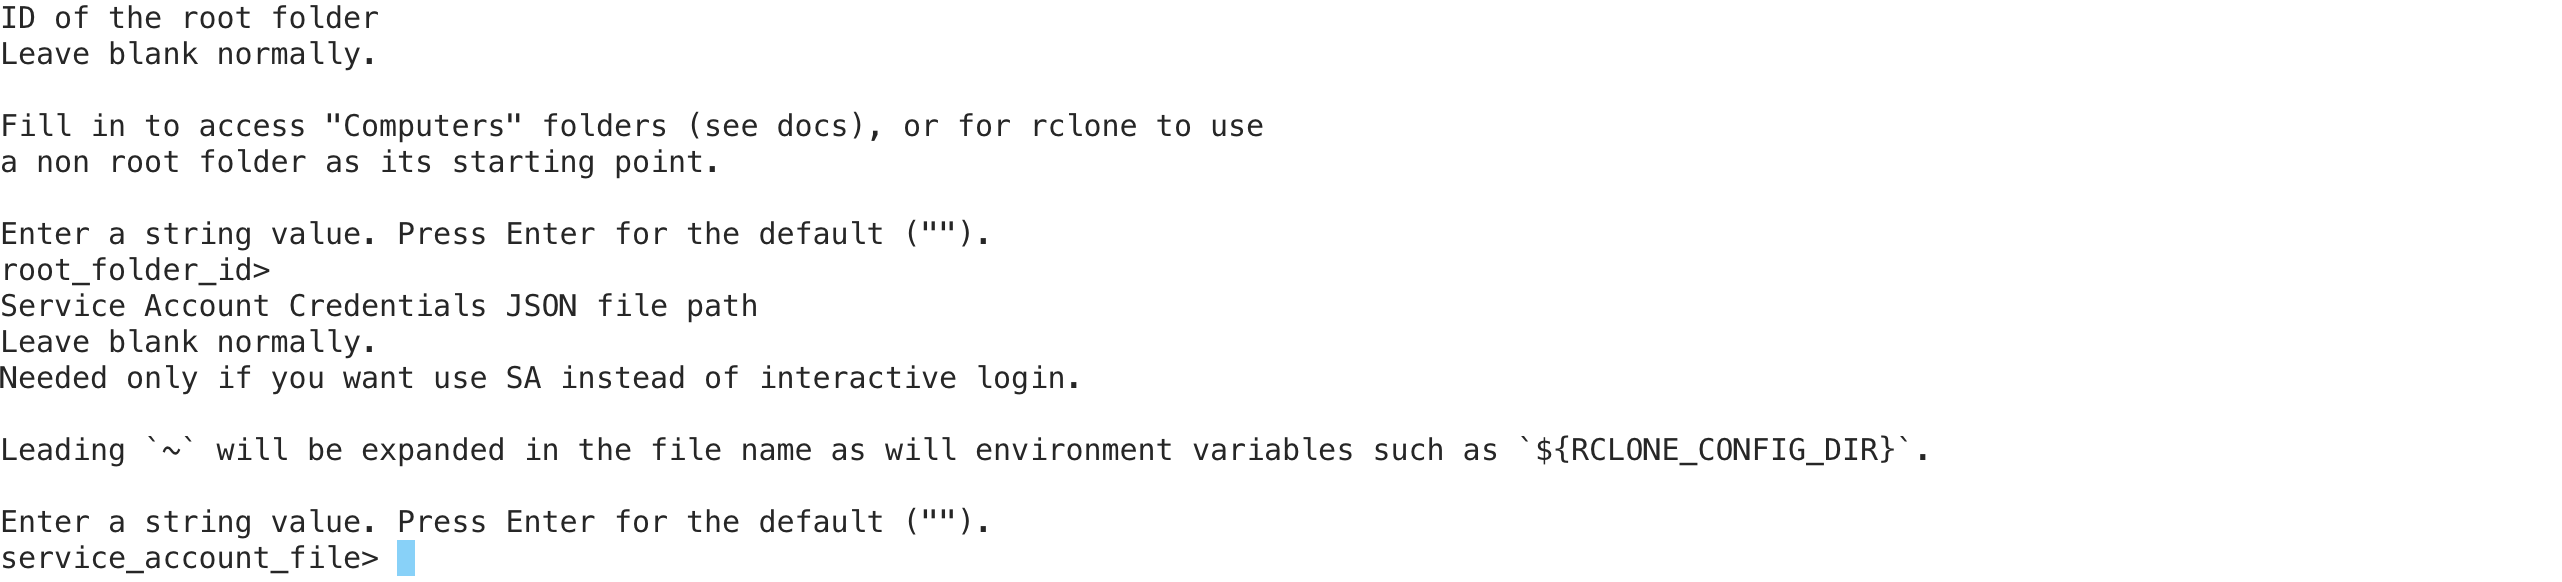 ID of the root folder
Leave blank normally.
Fill in to access "Computers" folders (see docs), or for rclone to use
a non root folder as its starting point.
Enter a string value. Press Enter for the default ("").
root_folder_id>
Service Account Credentials JSON file path
Leave blank normally.
Needed only if you want use SA instead of interactive login.
Leading `~` will be expanded in the file name as will environment variables such as `${RCLONE_CONFIG_DIR}`.
Enter a string value. Press Enter for the default ("").
service_account_file>